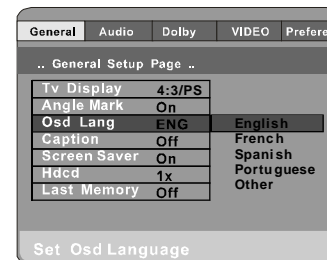 General Audio Dolby VIDEO Prefere
.. General Setup Page ..
Tv Display 4:3/PS
Angle Mark On
Osd Lang ENG English
Caption Off French
Screen Saver On Spanish
Hdcd 1x Portuguese
Last Memory Off Other
Set Osd Language